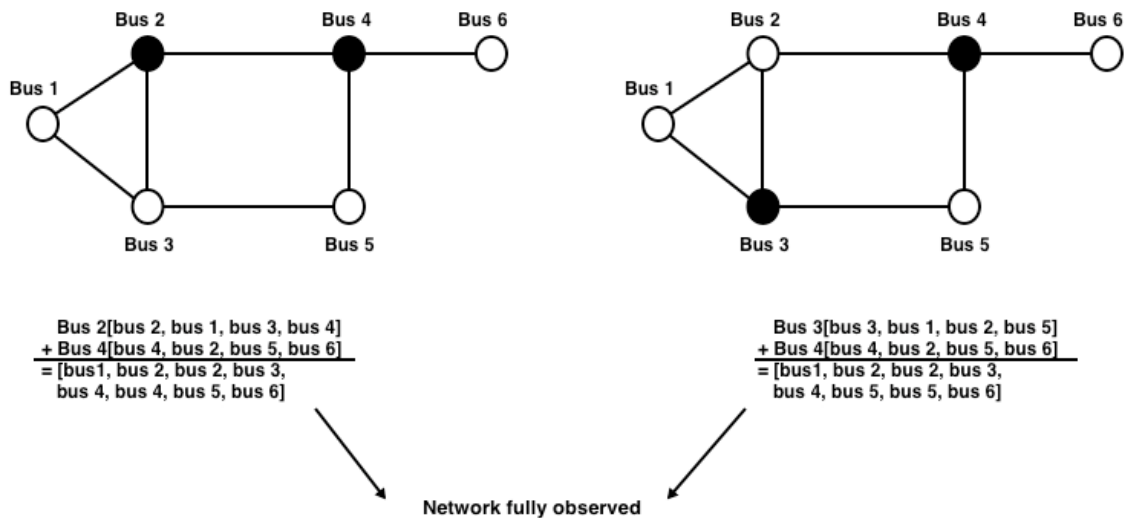 Bus 2
Bus 4
Bus 6
Bus 1
Bus 3
Bus 5
Bus 2[bus 2, bus 1, bus 3, bus 4]
+ Bus 4[bus 4, bus 2, bus 5, bus 6]
= [bus1, bus 2, bus 2, bus 3,
bus 4, bus 4, bus 5, bus 6]
Bus 2
Bus 4
Bus 6
Bus 1
Bus 3
Bus 5
Bus 3[bus 3, bus 1, bus 2, bus 5]
+ Bus 4[bus 4, bus 2, bus 5, bus 6]
= [bus1, bus 2, bus 2, bus 3,
bus 4, bus 5, bus 5, bus 6]
Network fully observed